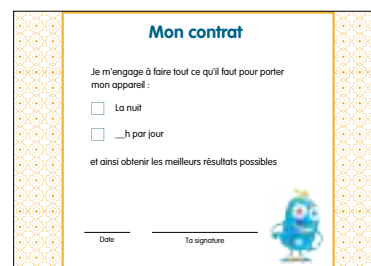 Mon contrat
Je m'engage à faire tout ce qu'il faut pour porter
mon appareil :
La nuit
__h par jour
et ainsi obtenir les meilleurs résultats possibles
Date
Ta signature